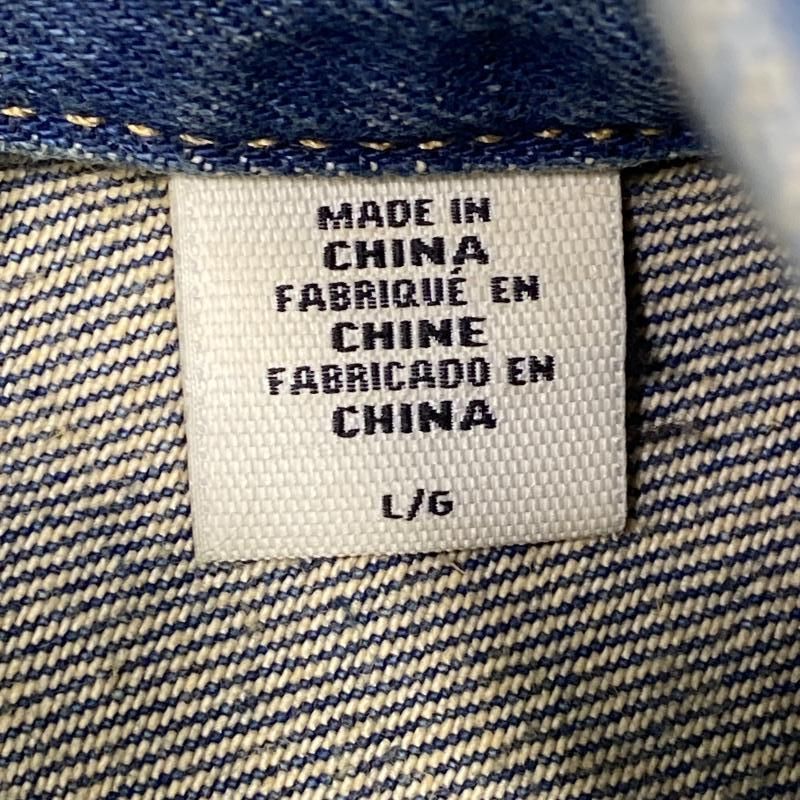 MADE IN
CHINA
FABRIQUÉ EN
CHINE
FABRICADO EN
CHINA
L/G